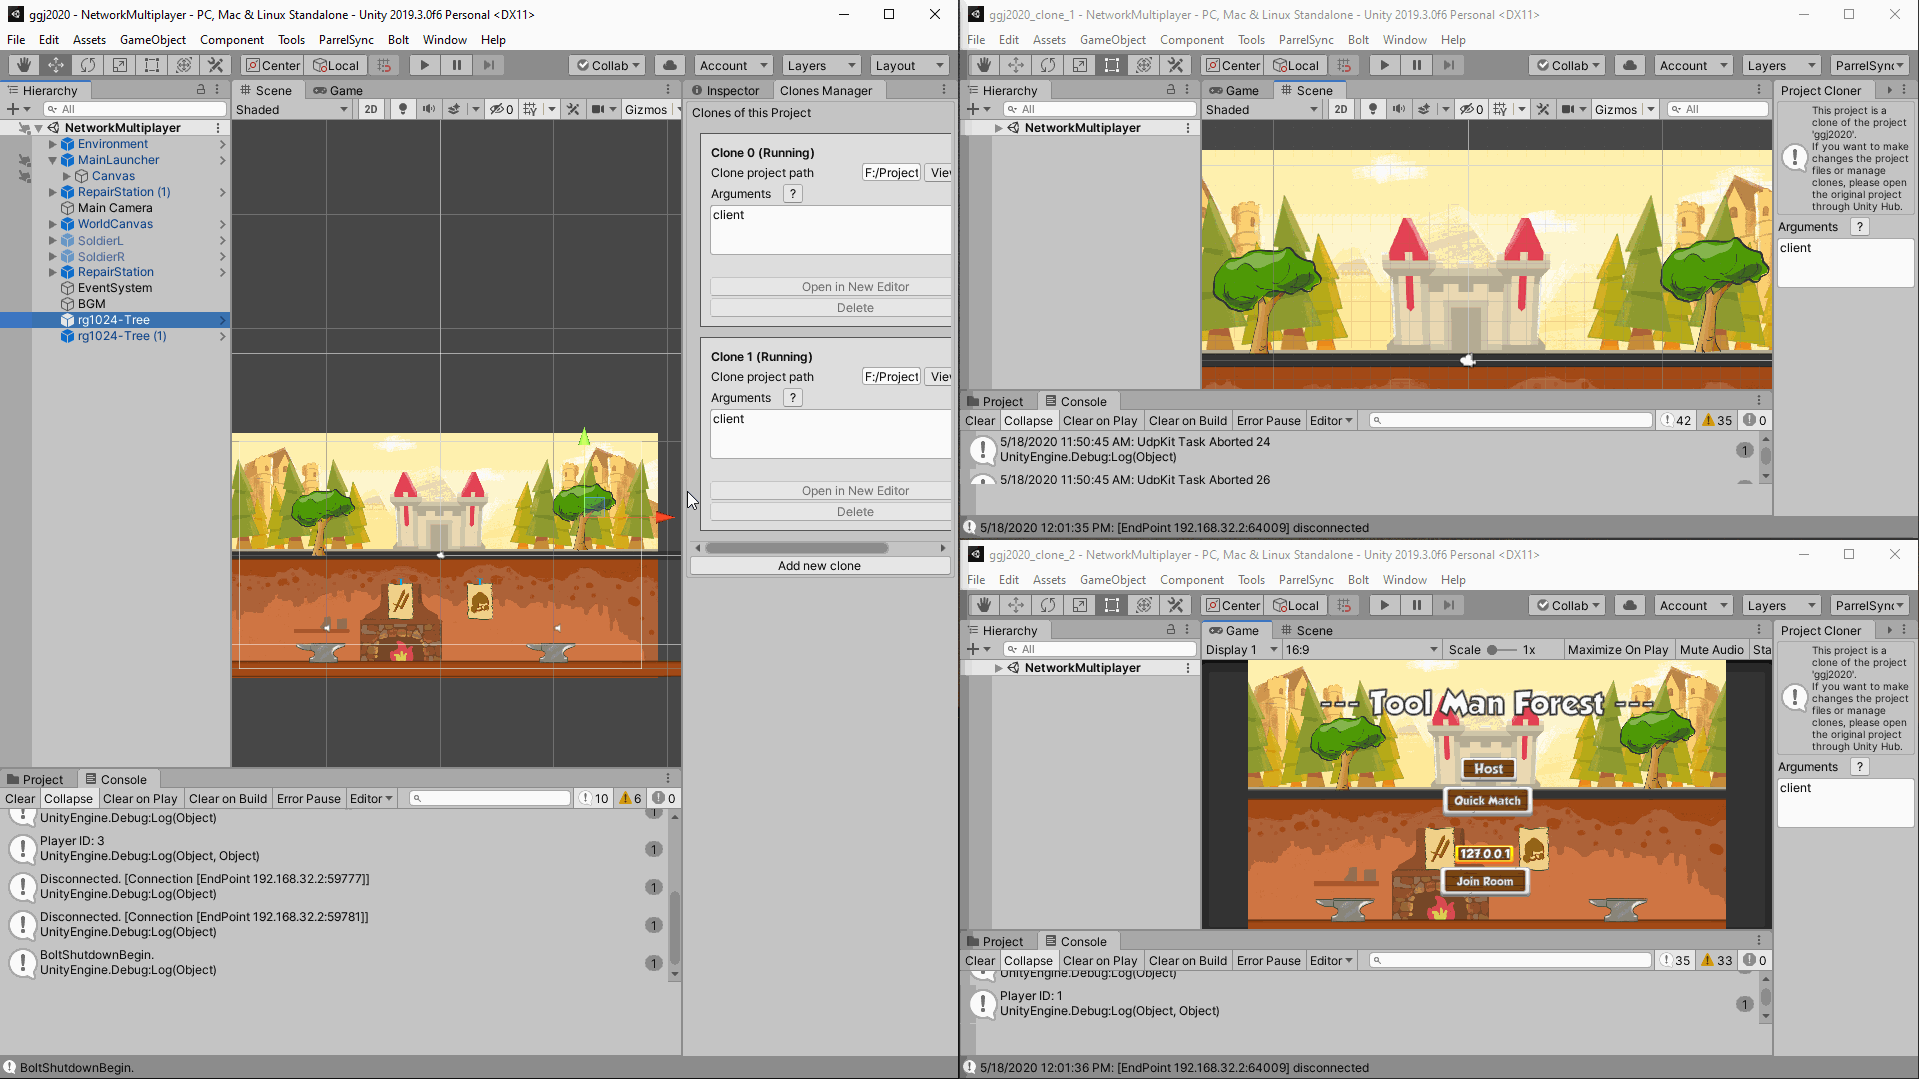 ggj2020 - NetworkMultiplayer - PC, Mac & Linux Standalone - Unity 2019.3.0f6 Personal <DX11>
File Edit Assets GameObject Component Tools ParrelSync Bolt Window Help
Center Local Collab Account Layers Layout
Hierarchy
All
NetworkMultiplayer
Environment
MainLauncher
Canvas
RepairStation (1)
Main Camera
WorldCanvas
SoldierL
SoldierR
RepairStation
EventSystem
BGM
rg1024-Tree
rg1024-Tree (1)
Scene Game
Shaded 2D 0 Gizmos
Inspector Clones Manager
Clones of this Project
Clone 0 (Running)
Clone project path F:/Project View
Arguments ?
client
Open in New Editor
Delete
Clone 1 (Running)
Clone project path F:/Project View
Arguments ?
client
Open in New Editor
Delete
Add new clone
Project Console
Clear Collapse Clear on Play Clear on Build Error Pause Editor 10 6 0
UnityEngine.Debug:Log(Object) 1
Player ID: 3
UnityEngine.Debug:Log(Object, Object) 1
Disconnected. [Connection [EndPoint 192.168.32.2:59777]]
UnityEngine.Debug:Log(Object) 1
Disconnected. [Connection [EndPoint 192.168.32.2:59781]]
UnityEngine.Debug:Log(Object) 1
BoltShutdownBegin.
UnityEngine.Debug:Log(Object) 1
BoltShutdownBegin.
ggj2020_clone_1 - NetworkMultiplayer - PC, Mac & Linux Standalone - Unity 2019.3.0f6 Personal <DX11>
File Edit Assets GameObject Component Tools ParrelSync Bolt Window Help
Center Local Collab Account Layers ParrelSync
Hierarchy
All
NetworkMultiplayer
Game Scene
Shaded 2D 0 Gizmos All
Project Cloner
This project is a
clone of the project
'ggj2020'.
If you want to make
changes the project
files or manage
clones, please open
the original project
through Unity Hub.
Arguments ?
client
Project Console
Clear Collapse Clear on Play Clear on Build Error Pause Editor 42 35 0
5/18/2020 11:50:45 AM: UdpKit Task Aborted 24
UnityEngine.Debug:Log(Object) 1
5/18/2020 11:50:45 AM: UdpKit Task Aborted 26
5/18/2020 12:01:35 PM: [EndPoint 192.168.32.2:64009] disconnected
ggj2020_clone_2 - NetworkMultiplayer - PC, Mac & Linux Standalone - Unity 2019.3.0f6 Personal <DX11>
File Edit Assets GameObject Component Tools ParrelSync Bolt Window Help
Center Local Collab Account Layers ParrelSync
Hierarchy
All
NetworkMultiplayer
Game Scene
Display 1 16:9 Scale 1x Maximize On Play Mute Audio Sta
--- Tool Man Forest ---
Host
Quick Match
127.0.0.1
Join Room
Project Cloner
This project is a
clone of the project
'ggj2020'.
If you want to make
changes the project
files or manage
clones, please open
the original project
through Unity Hub.
Arguments ?
client
Project Console
Clear Collapse Clear on Play Clear on Build Error Pause Editor 35 33 0
UnityEngine.Debug:Log(Object)
Player ID: 1
UnityEngine.Debug:Log(Object, Object) 1
5/18/2020 12:01:36 PM: [EndPoint 192.168.32.2:64009] disconnected